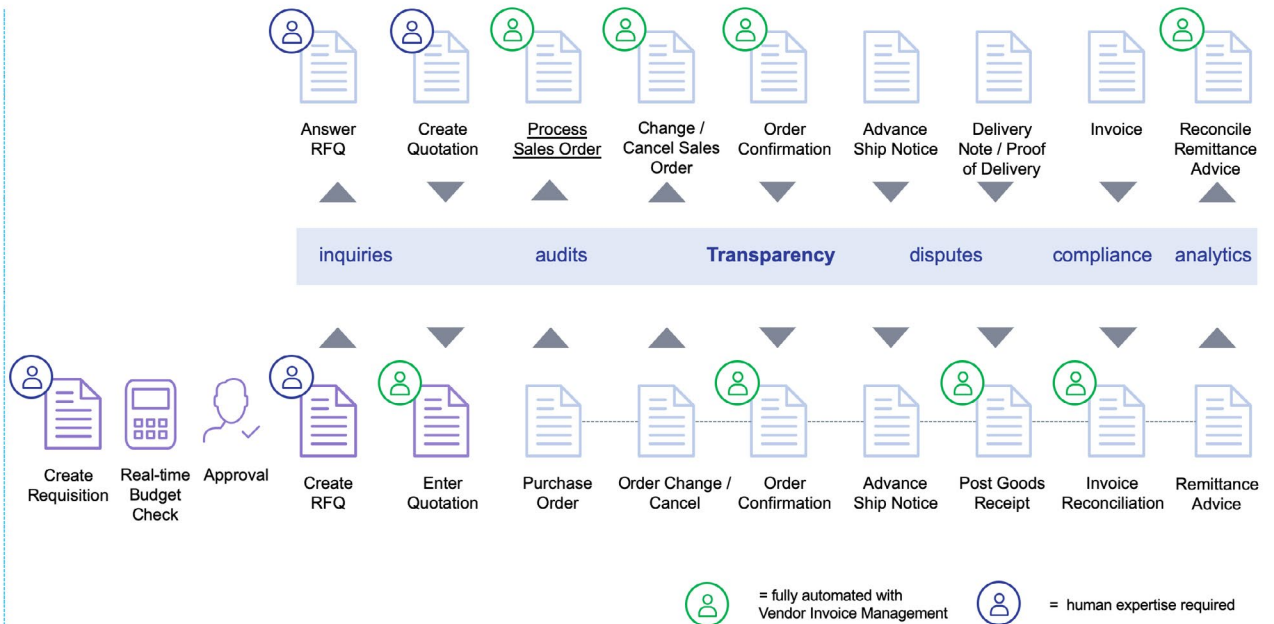 Answer
RFQ
Create
Quotation
Process
Sales Order
Change /
Cancel Sales
Order
Order
Confirmation
Advance
Ship Notice
Delivery
Note / Proof
of Delivery
Invoice
Reconcile
Remittance
Advice
inquiries
audits
Transparency
disputes
compliance
analytics
Create
Requisition
Real-time
Budget
Check
Approval
Create
RFQ
Enter
Quotation
Purchase
Order
Order Change /
Cancel
Order
Confirmation
Advance
Ship Notice
Post Goods
Receipt
Invoice
Reconciliation
Remittance
Advice
= fully automated with
Vendor Invoice Management
= human expertise required